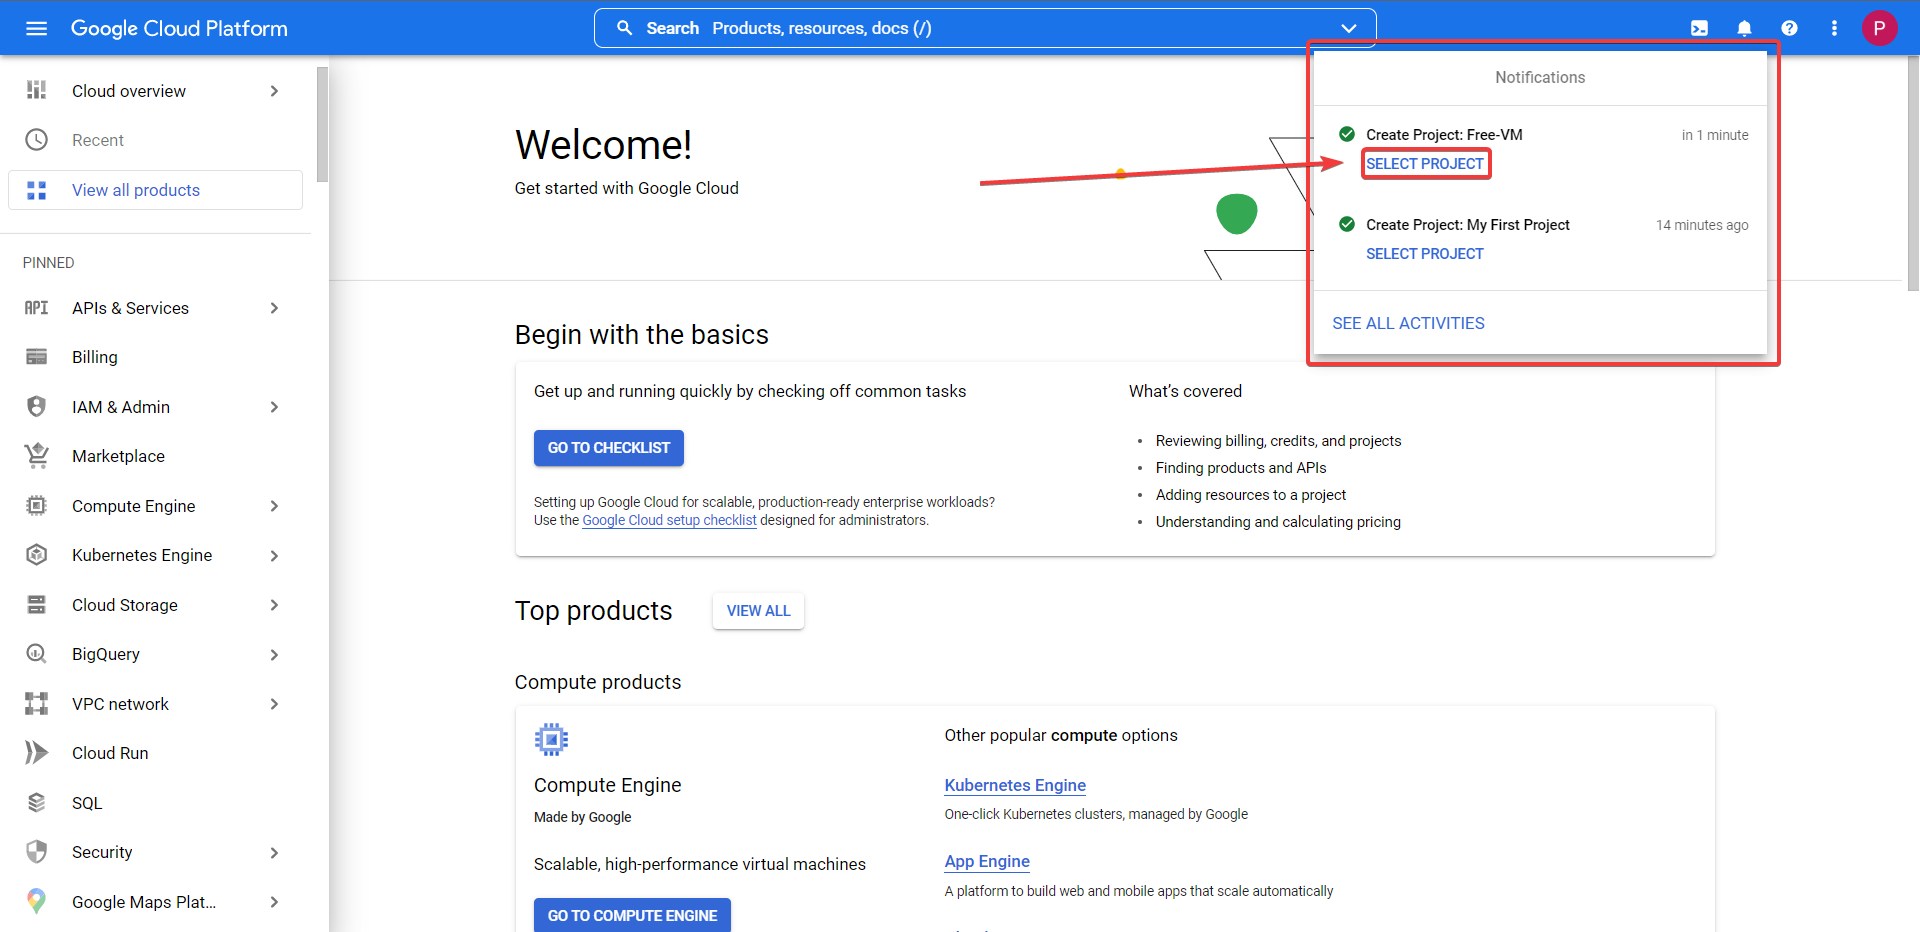 Google Cloud Platform
Search Products, resources, docs (/)
P
Cloud overview
Recent
View all products
PINNED
API APIs & Services
Billing
IAM & Admin
Marketplace
Compute Engine
Kubernetes Engine
Cloud Storage
BigQuery
VPC network
Cloud Run
SQL
Security
Google Maps Plat...
Welcome!
Get started with Google Cloud
Notifications
Create Project: Free-VM in 1 minute
SELECT PROJECT
Create Project: My First Project 14 minutes ago
SELECT PROJECT
SEE ALL ACTIVITIES
Begin with the basics
Get up and running quickly by checking off common tasks
GO TO CHECKLIST
Setting up Google Cloud for scalable, production-ready enterprise workloads?
Use the Google Cloud setup checklist designed for administrators.
What's covered
• Reviewing billing, credits, and projects
• Finding products and APIs
• Adding resources to a project
• Understanding and calculating pricing
Top products VIEW ALL
Compute products
Compute Engine
Made by Google
Scalable, high-performance virtual machines
GO TO COMPUTE ENGINE
Other popular compute options
Kubernetes Engine
One-click Kubernetes clusters, managed by Google
App Engine
A platform to build web and mobile apps that scale automatically